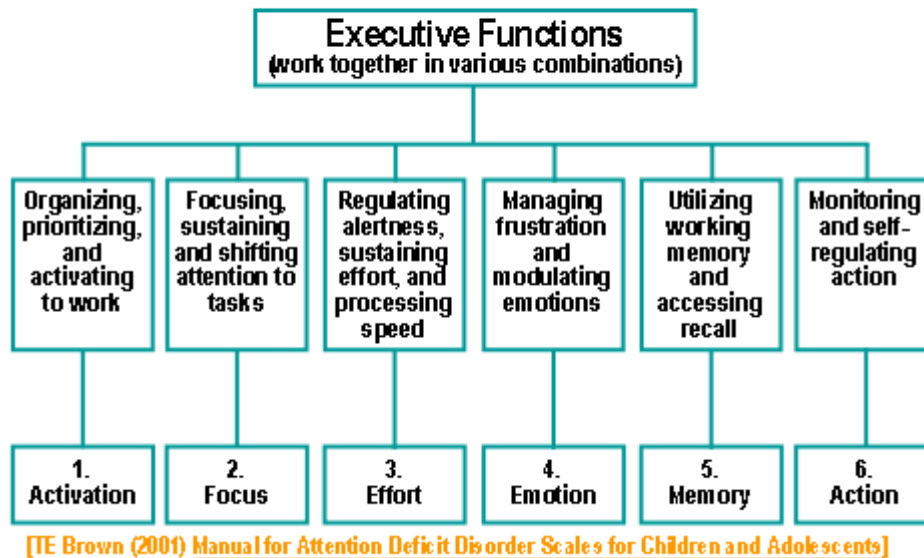 Executive Functions
(work together in various combinations)
Organizing,
prioritizing,
and
activating
to work
Focusing,
sustaining
and shifting
attention to
tasks
Regulating
alertness,
sustaining
effort, and
processing
speed
Managing
frustration
and
modulating
emotions
Utilizing
working
memory
and
accessing
recall
Monitoring
and self-
regulating
action
1.
Activation
2.
Focus
3.
Effort
4.
Emotion
5.
Memory
6.
Action
[TE Brown (2001) Manual for Attention Deficit Disorder Scales for Children and Adolescents]